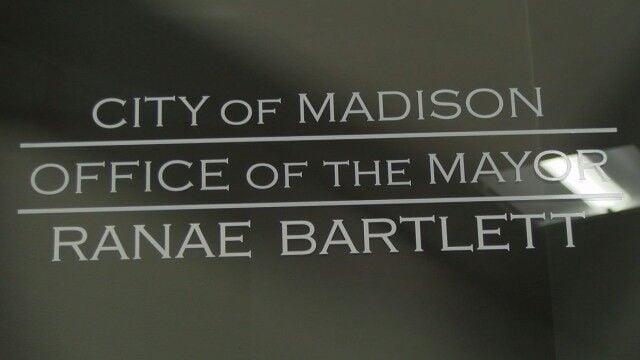 CITY OF MADISON
OFFICE OF THE MAYOR
RANAE BARTLETT